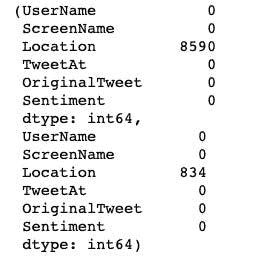 (UserName 0
ScreenName 0
Location 8590
TweetAt 0
OriginalTweet 0
Sentiment 0
dtype: int64,
UserName 0
ScreenName 0
Location 834
TweetAt 0
OriginalTweet 0
Sentiment 0
dtype: int64)